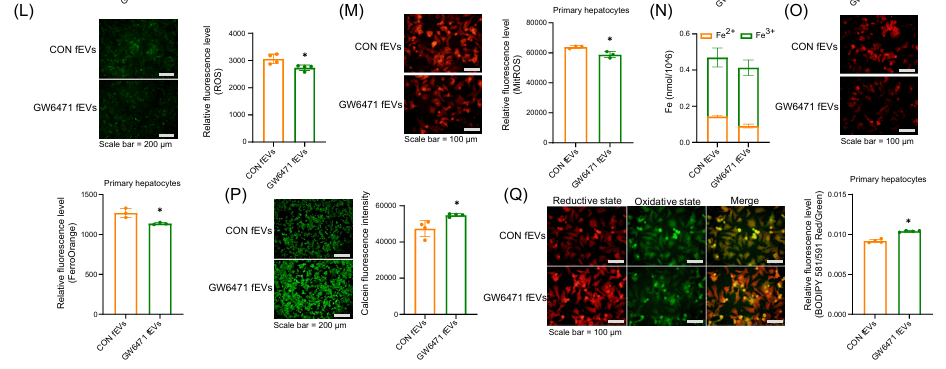 (L)
CON fEVs
GW6471 fEVs
Scale bar = 200 μm
Relative fluorescence level
(ROS)
4000
3000
2000
1000
0
*
CON fEVs
GW6471 fEVs
(M)
CON fEVs
GW6471 fEVs
Scale bar = 100 μm
Primary hepatocytes
Relative fluorescence level
(MitROS)
80000
60000
40000
20000
0
*
CON fEVs
GW6471 fEVs
(N)
Fe2+
Fe3+
Fe (nmol/10^6)
0.6
0.4
0.2
0.0
CON fEVs
GW6471 fEVs
(O)
CON fEVs
GW6471 fEVs
Scale bar = 100 μm
Primary hepatocytes
Relative fluorescence level
(FerroOrange)
1500
1000
500
0
*
CON fEVs
GW6471 fEVs
(P)
CON fEVs
GW6471 fEVs
Scale bar = 200 μm
Calcein fluorescence Intensity
60000
40000
20000
0
*
CON fEVs
GW6471 fEVs
(Q)
Reductive state
Oxidative state
Merge
CON fEVs
GW6471 fEVs
Scale bar = 100 μm
Primary hepatocytes
Relative fluorescence level
(BODIPY 581/591 Red/Green)
0.015
0.010
0.005
0.000
*
CON fEVs
GW6471 fEVs